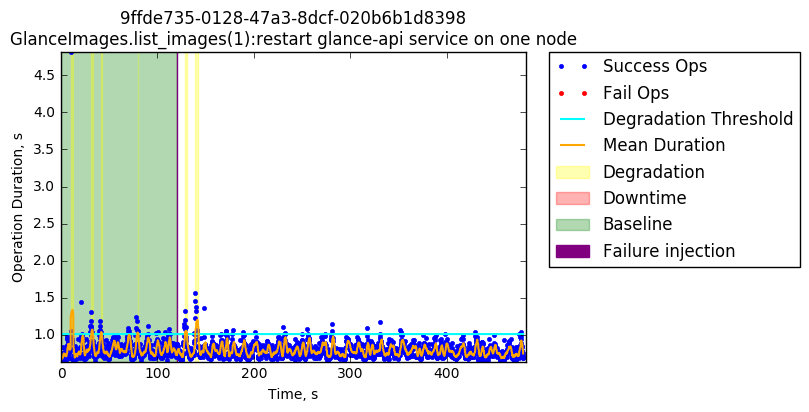 9ffde735-0128-47a3-8dcf-020b6b1d8398
GlanceImages.list_images(1):restart glance-api service on one node
Operation Duration, s
4.5
4.0
3.5
3.0
2.5
2.0
1.5
1.0
0
100
200
300
400
Time, s
Success Ops
Fail Ops
Degradation Threshold
Mean Duration
Degradation
Downtime
Baseline
Failure injection